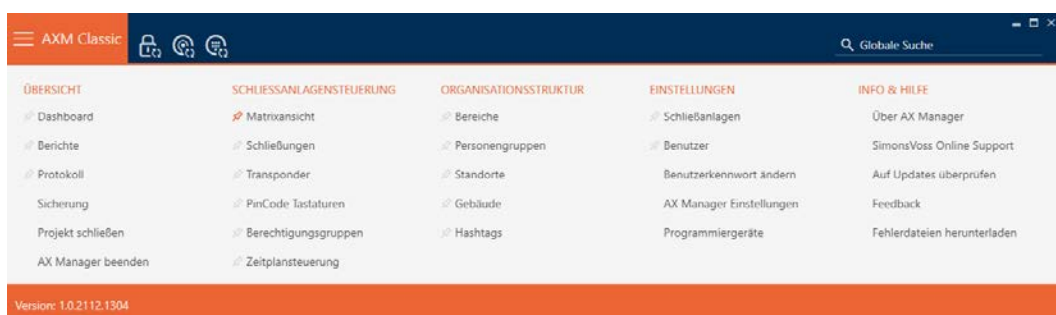 AXM Classic
Globale Suche
ÜBERSICHT
Dashboard
Berichte
Protokoll
Sicherung
Projekt schließen
AX Manager beenden
SCHLIESSANLAGENSTEUERUNG
Matrixansicht
Schließungen
Transponder
PinCode Tastaturen
Berechtigungsgruppen
Zeitplansteuerung
ORGANISATIONSSTRUKTUR
Bereiche
Personengruppen
Standorte
Gebäude
Hashtags
EINSTELLUNGEN
Schließanlagen
Benutzer
Benutzerkennwort ändern
AX Manager Einstellungen
Programmiergeräte
INFO & HILFE
Über AX Manager
SimonsVoss Online Support
Auf Updates überprüfen
Feedback
Fehlerdateien herunterladen
Version: 1.0.2112.1304